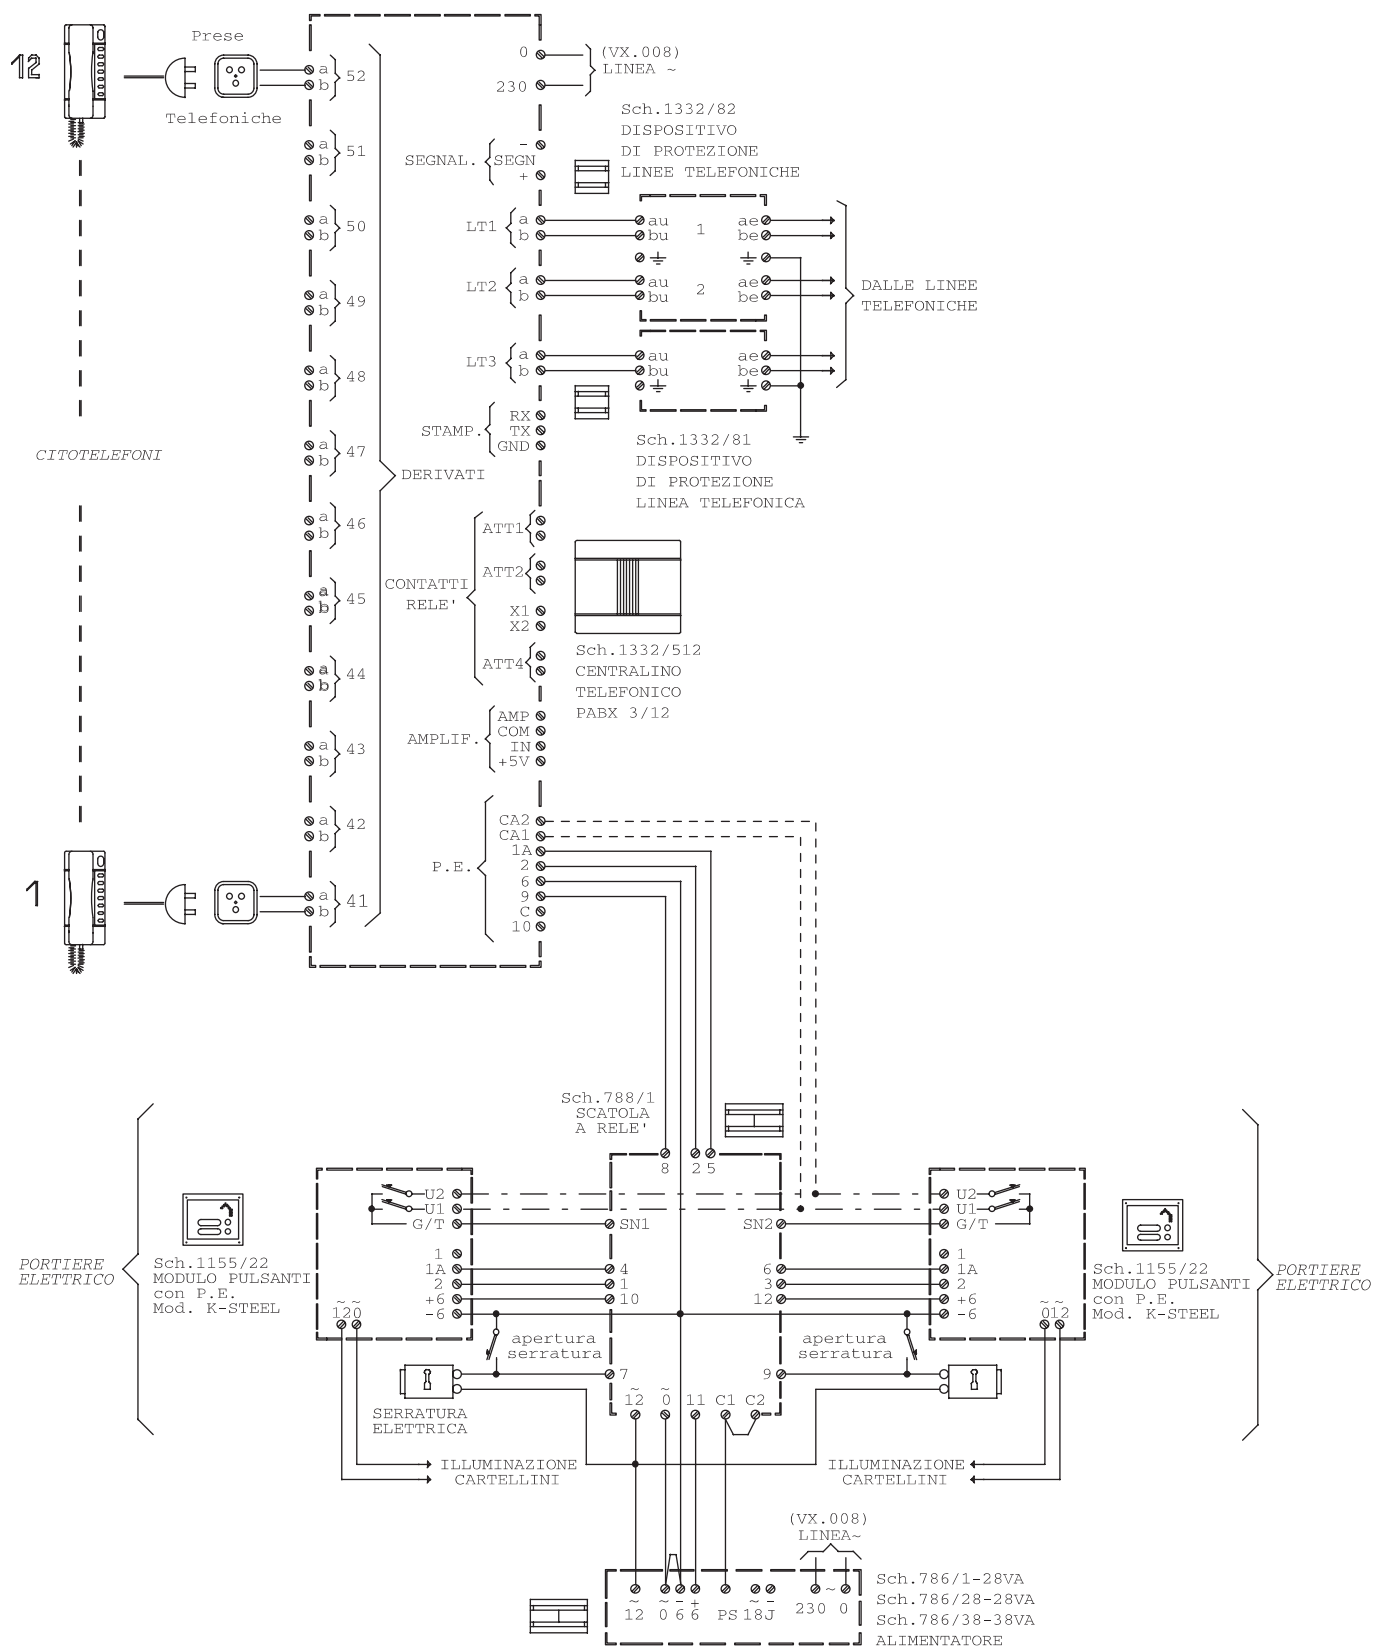 12
Prese
Telefoniche
a
b
52
0
230
(VX.008)
LINEA ~
a
b
51
SEGNAL.
-
SEGN
+
Sch.1332/82
DISPOSITIVO
DI PROTEZIONE
LINEE TELEFONICHE
a
b
50
LT1
a
b
au
bu
1
ae
be
a
b
49
LT2
a
b
au
bu
2
ae
be
DALLE LINEE
TELEFONICHE
a
b
48
LT3
a
b
au
bu
ae
be
STAMP.
RX
TX
GND
Sch.1332/81
DISPOSITIVO
DI PROTEZIONE
LINEA TELEFONICA
CITOTELEFONI
a
b
47
DERIVATI
a
b
46
ATT1
ATT2
CONTATTI
RELE'
a
b
45
X1
X2
ATT4
Sch.1332/512
CENTRALINO
TELEFONICO
PABX 3/12
a
b
44
a
b
43
AMPLIF.
AMP
COM
IN
+5V
a
b
42
P.E.
CA2
CA1
1A
2
6
9
C
10
1
a
b
41
Sch.788/1
SCATOLA
A RELE'
8
2
5
U2
U1
G/T
SN1
SN2
U2
U1
G/T
PORTIERE
ELETTRICO
Sch.1155/22
MODULO PULSANTI
con P.E.
Mod. K-STEEL
~ ~
120
1
1A
2
+6
-6
4
1
10
6
3
12
1
1A
2
+6
-6
~ ~
012
Sch.1155/22
MODULO PULSANTI
con P.E.
Mod. K-STEEL
PORTIERE
ELETTRICO
apertura
serratura
apertura
serratura
7
9
SERRATURA
ELETTRICA
~
12
~
0
11
C1
C2
ILLUMINAZIONE
CARTELLINI
ILLUMINAZIONE
CARTELLINI
(VX.008)
LINEA~
~
12
~
0
-
6
+
6
PS
~
18
-
J
230 ~ 0
Sch.786/1-28VA
Sch.786/28-28VA
Sch.786/38-38VA
ALIMENTATORE